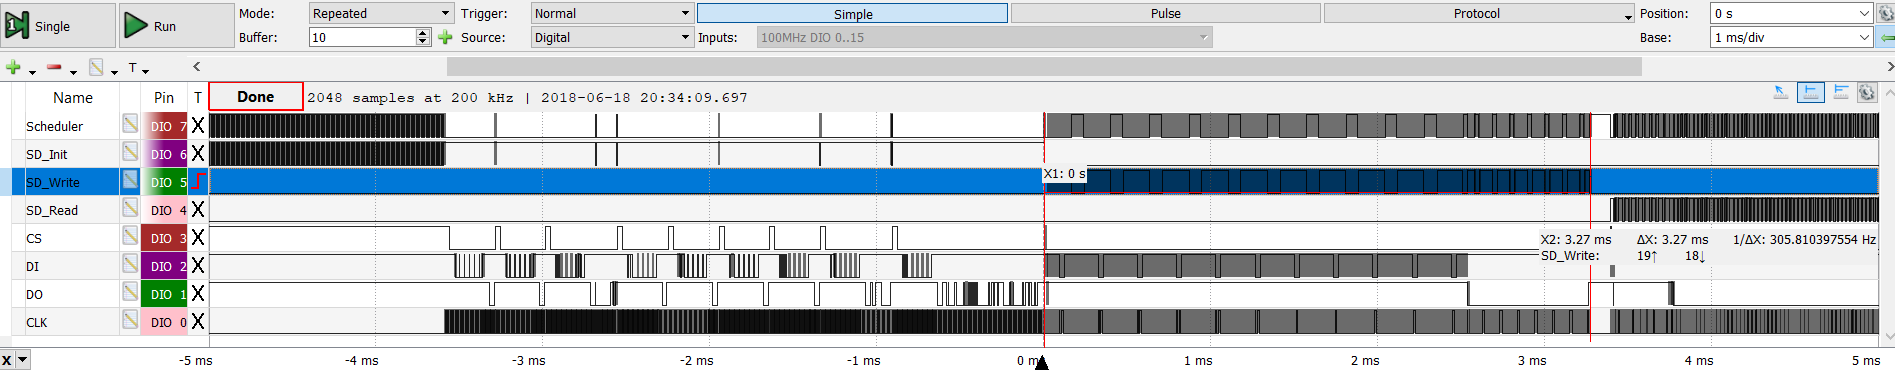 Single
Run
Mode: Repeated Trigger: Normal Simple Pulse Protocol Position: 0 s
Buffer: 10 Source: Digital Inputs: 100MHz DIO 0..15 Base: 1 ms/div
T
Name Pin T Done 2048 samples at 200 kHz | 2018-06-18 20:34:09.697
Scheduler DIO 7 X
SD_Init DIO 6 X
SD_Write DIO 5 X1: 0 s
SD_Read DIO 4 X
CS DIO 3 X X2: 3.27 ms ΔX: 3.27 ms 1/ΔX: 305.810397554 Hz
SD_Write: 19↑ 18↓
DI DIO 2 X
DO DIO 1 X
CLK DIO 0 X
X -5 ms -4 ms -3 ms -2 ms -1 ms 0 ms 1 ms 2 ms 3 ms 4 ms 5 ms